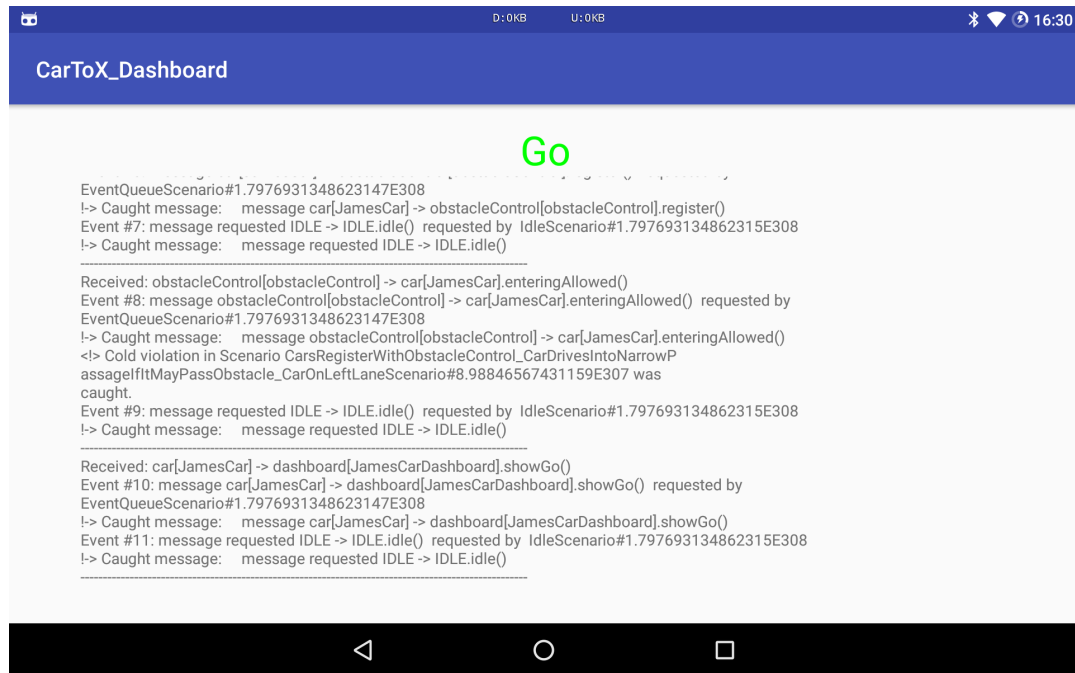 D:0KB U:0KB 16:30
CarToX_Dashboard
Go
EventQueueScenario#1.7976931348623147E308
!-> Caught message: message car[JamesCar] -> obstacleControl[obstacleControl].register()
Event #7: message requested IDLE -> IDLE.idle() requested by IdleScenario#1.797693134862315E308
!-> Caught message: message requested IDLE -> IDLE.idle()
----------------------------------------------------------------------------------------------------
Received: obstacleControl[obstacleControl] -> car[JamesCar].enteringAllowed()
Event #8: message obstacleControl[obstacleControl] -> car[JamesCar].enteringAllowed() requested by
EventQueueScenario#1.7976931348623147E308
!-> Caught message: message obstacleControl[obstacleControl] -> car[JamesCar].enteringAllowed()
<!> Cold violation in Scenario CarsRegisterWithObstacleControl_CarDrivesIntoNarrowP
assageIfItMayPassObstacle_CarOnLeftLaneScenario#8.98846567431159E307 was
caught.
Event #9: message requested IDLE -> IDLE.idle() requested by IdleScenario#1.797693134862315E308
!-> Caught message: message requested IDLE -> IDLE.idle()
----------------------------------------------------------------------------------------------------
Received: car[JamesCar] -> dashboard[JamesCarDashboard].showGo()
Event #10: message car[JamesCar] -> dashboard[JamesCarDashboard].showGo() requested by
EventQueueScenario#1.7976931348623147E308
!-> Caught message: message car[JamesCar] -> dashboard[JamesCarDashboard].showGo()
Event #11: message requested IDLE -> IDLE.idle() requested by IdleScenario#1.797693134862315E308
!-> Caught message: message requested IDLE -> IDLE.idle()
----------------------------------------------------------------------------------------------------